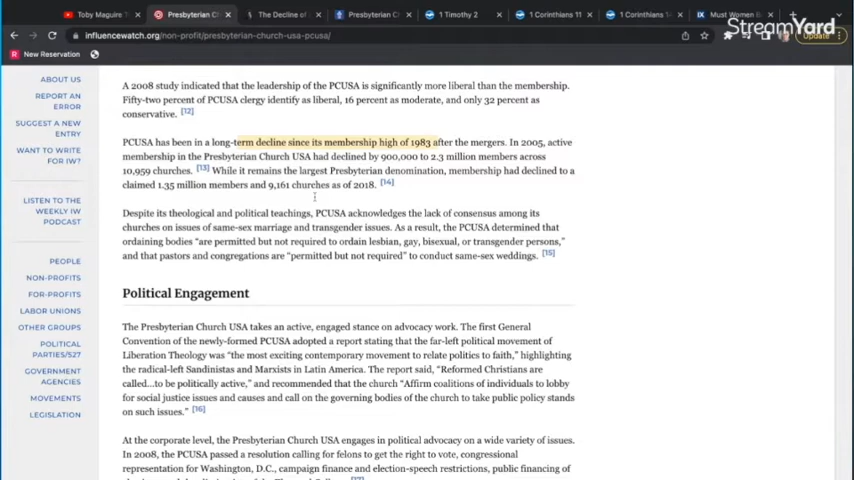 Toby Maguire T
Presbyterian C
The Decline of
Presbyterian C
1 Timothy 2
1 Corinthians 1
1 Corinthians 1
Must Women B
StreamYard
influencewatch.org/non-profit/presbyterian-church-usa-pcusa/
Update
New Reservation
ABOUT US
REPORT AN
ERROR
SUGGEST A NEW
ENTRY
WANT TO WRITE
FOR IW?
LISTEN TO THE
WEEKLY IW
PODCAST
PEOPLE
NON-PROFITS
FOR-PROFITS
LABOR UNIONS
OTHER GROUPS
POLITICAL
PARTIES/527
GOVERNMENT
AGENCIES
MOVEMENTS
LEGISLATION
A 2008 study indicated that the leadership of the PCUSA is significantly more liberal than the membership.
Fifty-two percent of PCUSA clergy identify as liberal, 16 percent as moderate, and only 32 percent as
conservative. [12]
PCUSA has been in a long-term decline since its membership high of 1983 after the mergers. In 2005, active
membership in the Presbyterian Church USA had declined by 900,000 to 2.3 million members across
10,959 churches. [13] While it remains the largest Presbyterian denomination, membership had declined to a
claimed 1.35 million members and 9,161 churches as of 2018. [14]
Despite its theological and political teachings, PCUSA acknowledges the lack of consensus among its
churches on issues of same-sex marriage and transgender issues. As a result, the PCUSA determined that
ordaining bodies “are permitted but not required to ordain lesbian, gay, bisexual, or transgender persons,”
and that pastors and congregations are “permitted but not required” to conduct same-sex weddings. [15]
Political Engagement
The Presbyterian Church USA takes an active, engaged stance on advocacy work. The first General
Convention of the newly-formed PCUSA adopted a report stating that the far-left political movement of
Liberation Theology was “the most exciting contemporary movement to relate politics to faith,” highlighting
the radical-left Sandinistas and Marxists in Latin America. The report said, “Reformed Christians are
called…to be politically active,” and recommended that the church “Affirm coalitions of individuals to lobby
for social justice issues and causes and call on the governing bodies of the church to take public policy stands
on such issues.” [16]
At the corporate level, the Presbyterian Church USA engages in political advocacy on a wide variety of issues.
In 2008, the PCUSA passed a resolution calling for felons to get the right to vote, congressional
representation for Washington, D.C., campaign finance and election-speech restrictions, public financing of